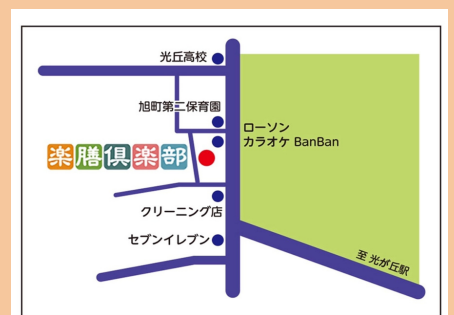 光丘高校
旭町第二保育園
ローソン
カラオケ BanBan
楽膳倶楽部
クリーニング店
セブンイレブン
至 光が丘駅